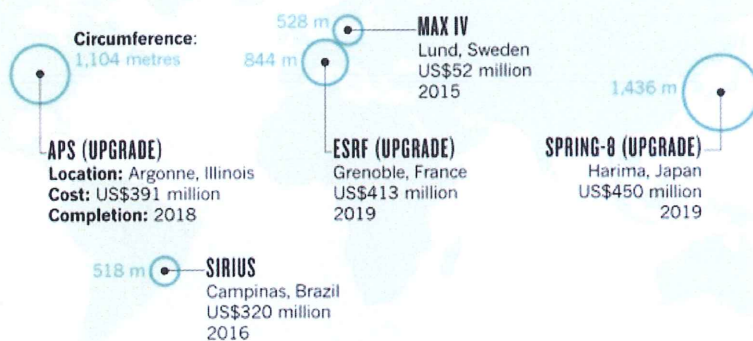 Circumference:
1,104 metres
APS (UPGRADE)
Location: Argonne, Illinois
Cost: US$391 million
Completion: 2018
528 m
MAX IV
Lund, Sweden
US$52 million
2015
844 m
ESRF (UPGRADE)
Grenoble, France
US$413 million
2019
1,436 m
SPRING-8 (UPGRADE)
Harima, Japan
US$450 million
2019
518 m
SIRIUS
Campinas, Brazil
US$320 million
2016